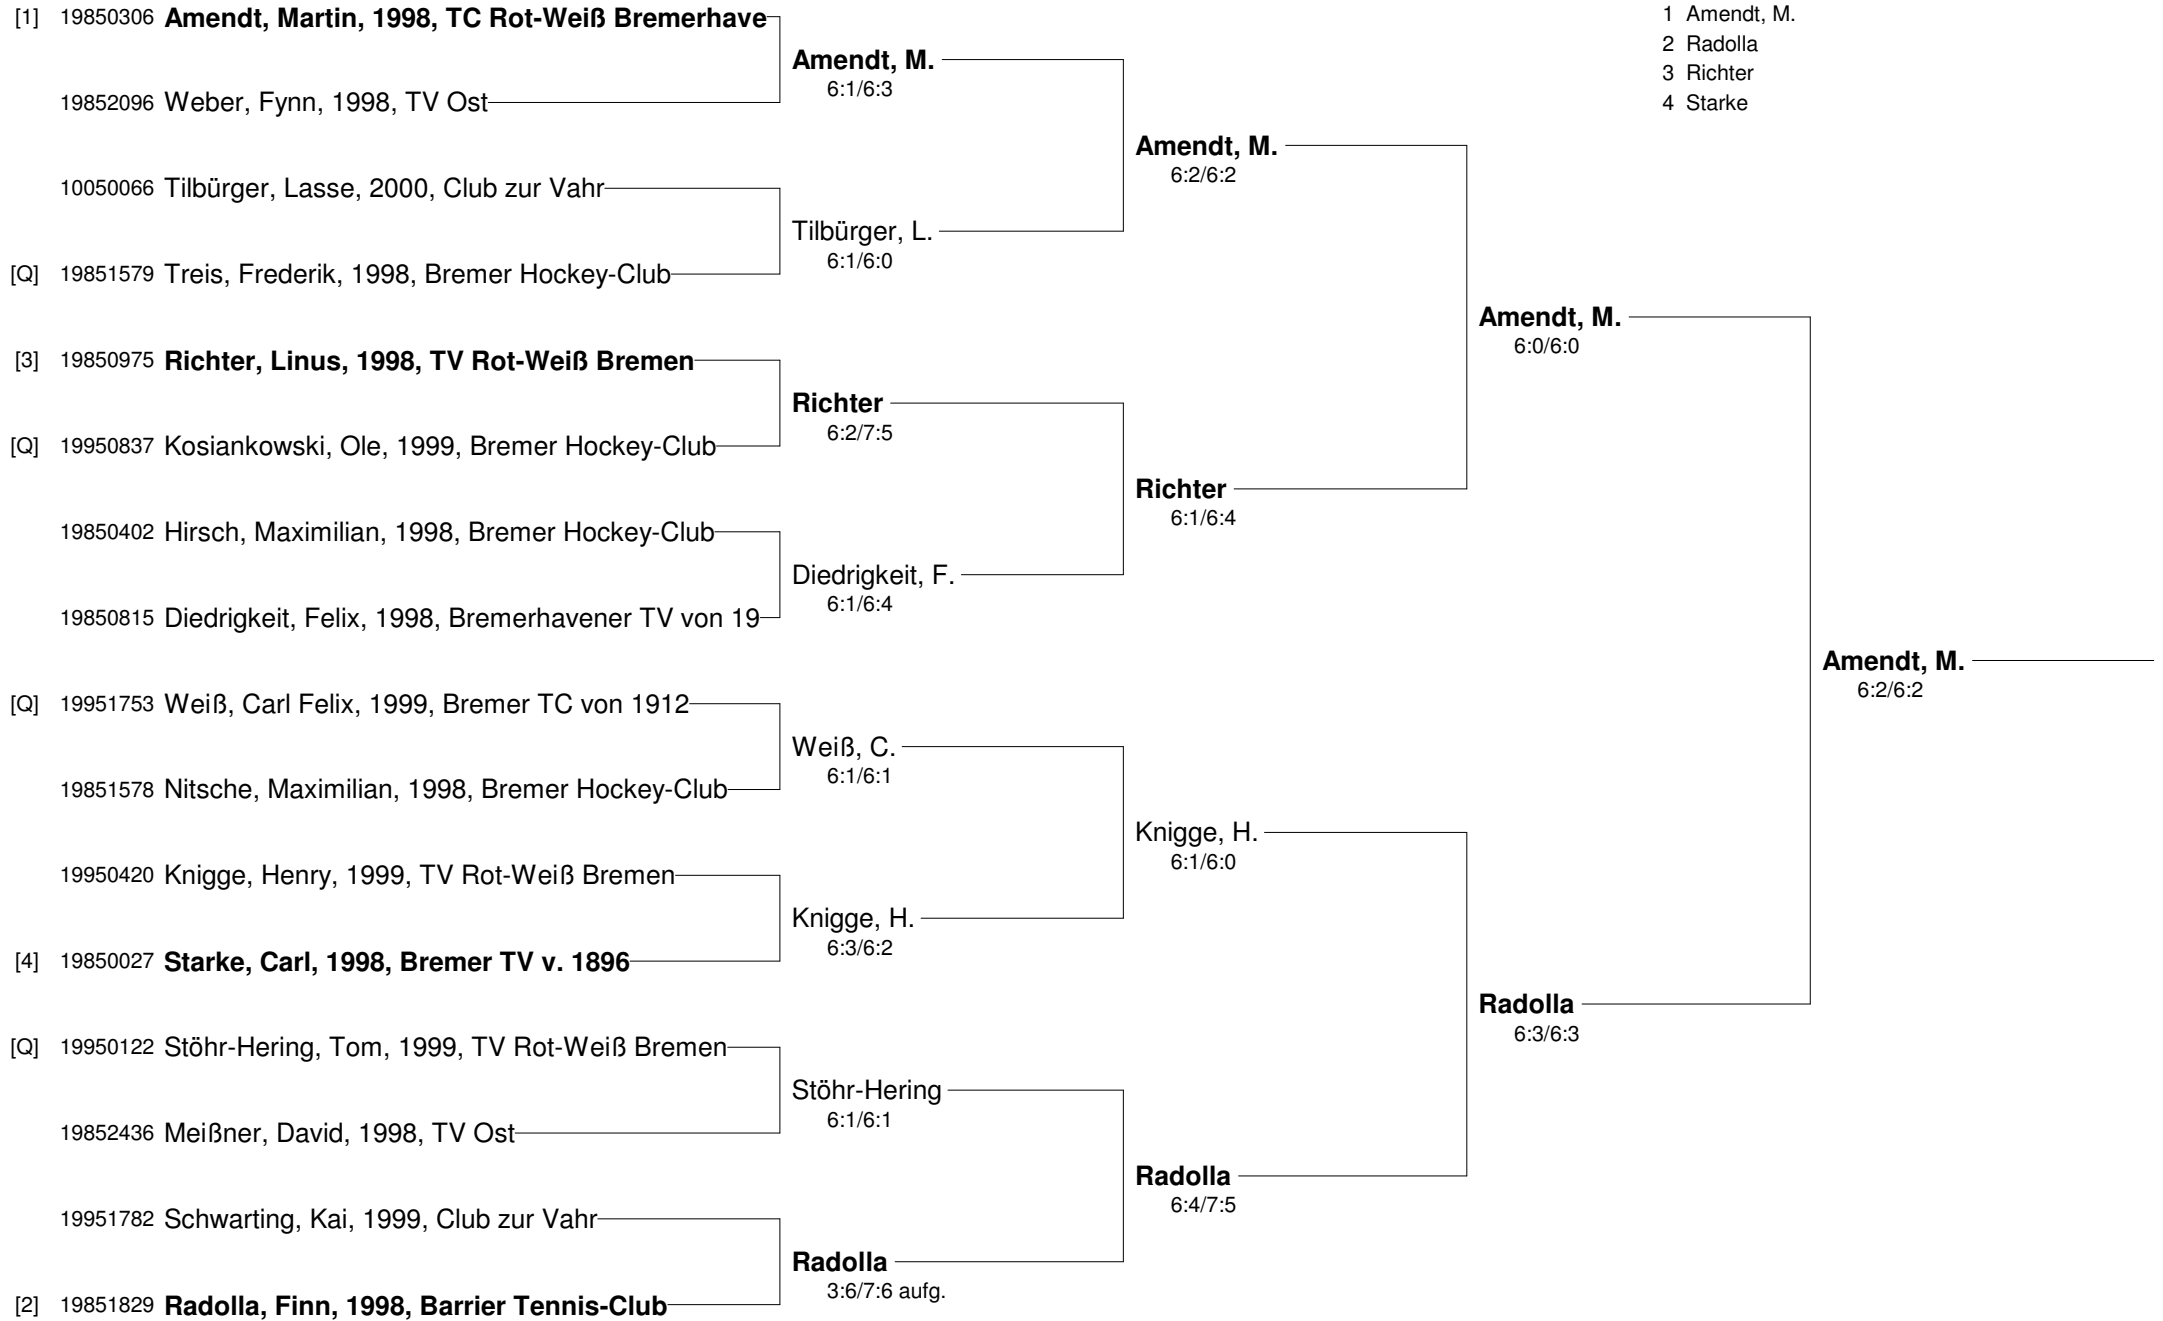 [1] 19850306 Amendt, Martin, 1998, TC Rot-Weiß Bremerhave
1 Amendt, M.
2 Radolla
3 Richter
4 Starke
Amendt, M.
6:1/6:3
19852096 Weber, Fynn, 1998, TV Ost
Amendt, M.
6:2/6:2
10050066 Tilbürger, Lasse, 2000, Club zur Vahr
Tilbürger, L.
6:1/6:0
[Q] 19851579 Treis, Frederik, 1998, Bremer Hockey-Club
Amendt, M.
6:0/6:0
[3] 19850975 Richter, Linus, 1998, TV Rot-Weiß Bremen
Richter
6:2/7:5
[Q] 19950837 Kosiankowski, Ole, 1999, Bremer Hockey-Club
Richter
6:1/6:4
19850402 Hirsch, Maximilian, 1998, Bremer Hockey-Club
Diedrigkeit, F.
6:1/6:4
19850815 Diedrigkeit, Felix, 1998, Bremerhavener TV von 19
Amendt, M.
6:2/6:2
[Q] 19951753 Weiß, Carl Felix, 1999, Bremer TC von 1912
Weiß, C.
6:1/6:1
19851578 Nitsche, Maximilian, 1998, Bremer Hockey-Club
Knigge, H.
6:1/6:0
19950420 Knigge, Henry, 1999, TV Rot-Weiß Bremen
Knigge, H.
6:3/6:2
[4] 19850027 Starke, Carl, 1998, Bremer TV v. 1896
Radolla
6:3/6:3
[Q] 19950122 Stöhr-Hering, Tom, 1999, TV Rot-Weiß Bremen
Stöhr-Hering
6:1/6:1
19852436 Meißner, David, 1998, TV Ost
Radolla
6:4/7:5
19951782 Schwarting, Kai, 1999, Club zur Vahr
Radolla
3:6/7:6 aufg.
[2] 19851829 Radolla, Finn, 1998, Barrier Tennis-Club